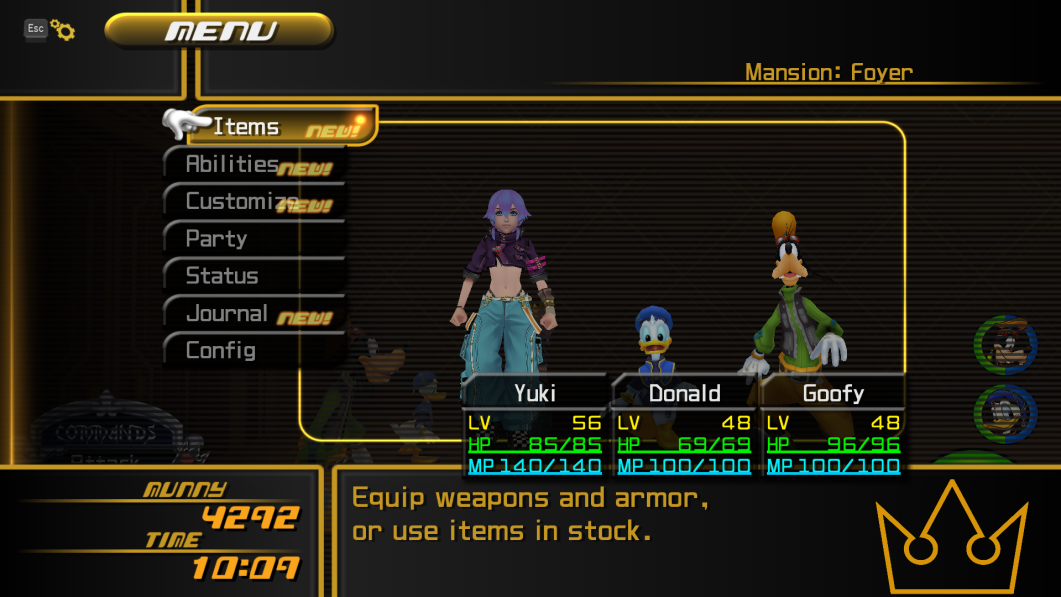 Esc
MENU
Mansion: Foyer
Items NEW!
Abilities NEW!
Customize NEW!
Party
Status
Journal NEW!
Config
COMMANDS
Attack
Yuki
LV 56
HP 85/85
MP 140/140
Donald
LV 48
HP 69/69
MP 100/100
Goofy
LV 48
HP 96/96
MP 100/100
MUNNY
4292
TIME
10:09
Equip weapons and armor,
or use items in stock.